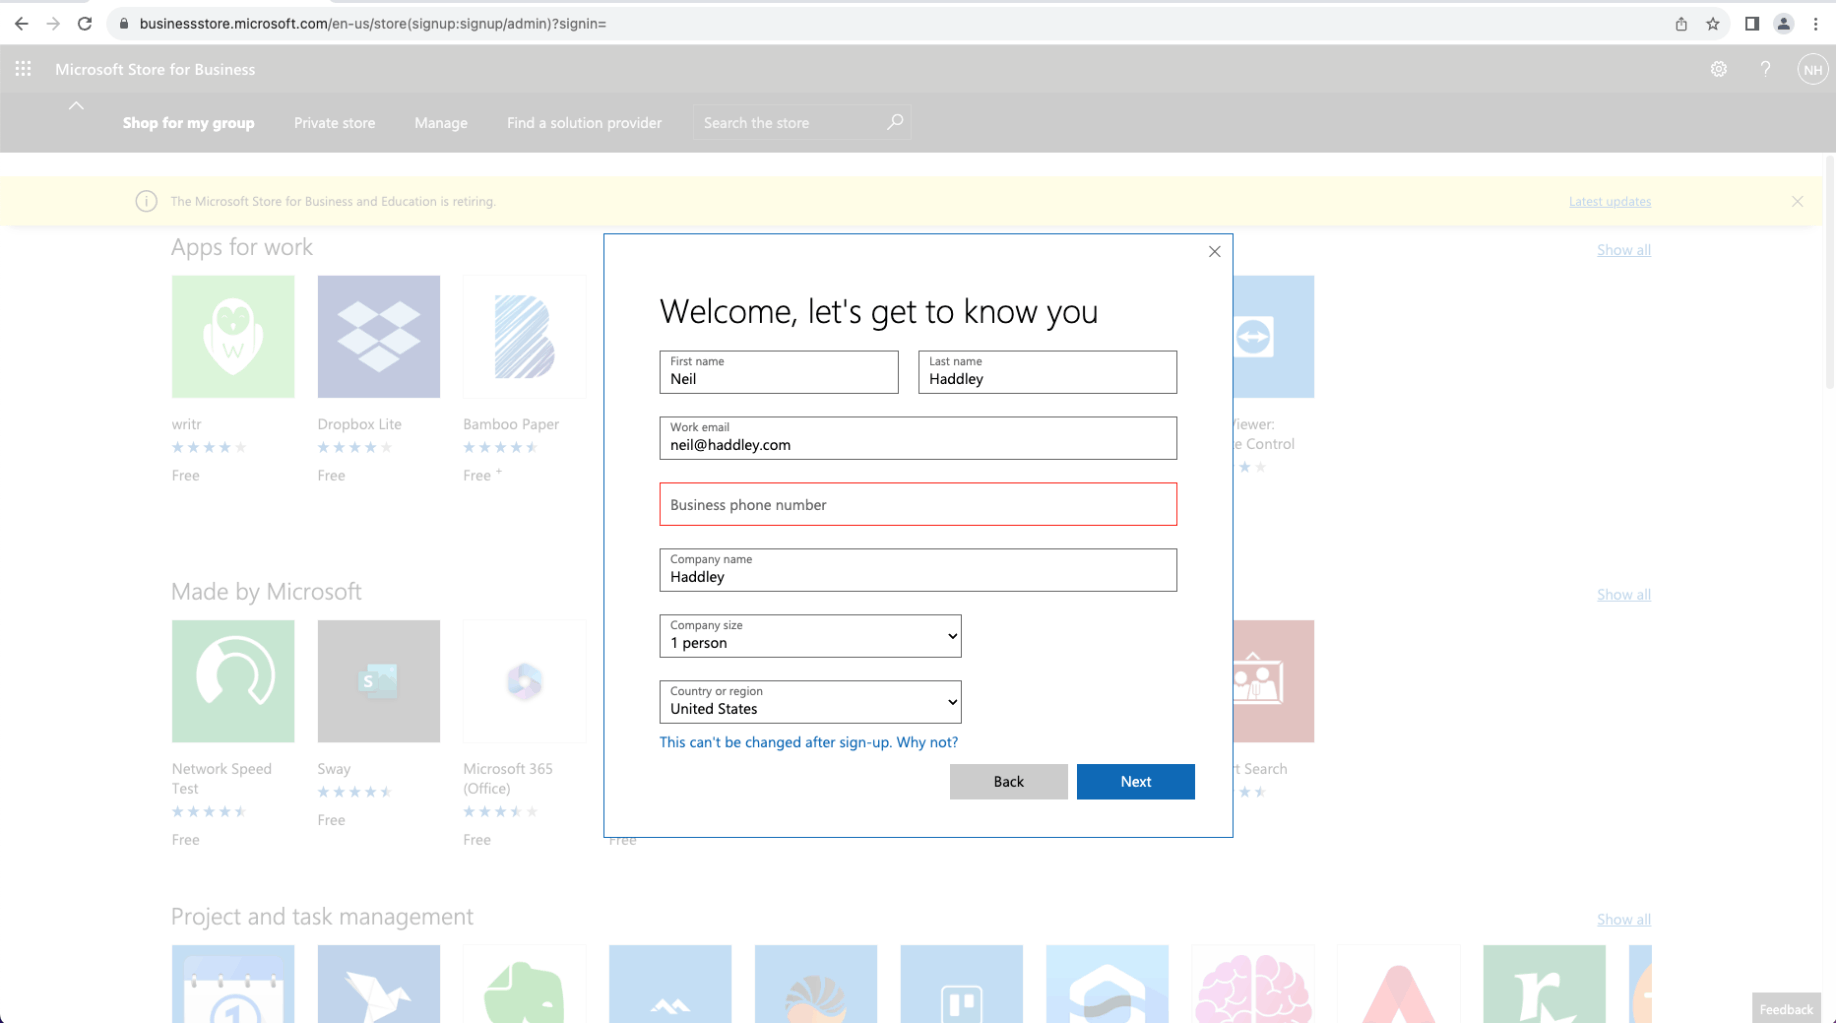 businessstore.microsoft.com/en-us/store(signup:signup/admin)?signin=
Microsoft Store for Business
?
NH
Shop for my group
Private store
Manage
Find a solution provider
Search the store
The Microsoft Store for Business and Education is retiring.
Latest updates
Apps for work
Show all
W
writr
Free
Dropbox Lite
Free
Bamboo Paper
Free +
Viewer:
e Control
Welcome, let's get to know you
First name
Neil
Last name
Haddley
Work email
neil@haddley.com
Business phone number
Company name
Haddley
Company size
1 person
Country or region
United States
This can't be changed after sign-up. Why not?
Back
Next
Made by Microsoft
Show all
Network Speed
Test
Free
S
Sway
Free
Microsoft 365
(Office)
Free
Free
t Search
Project and task management
Show all
1
r
Feedback